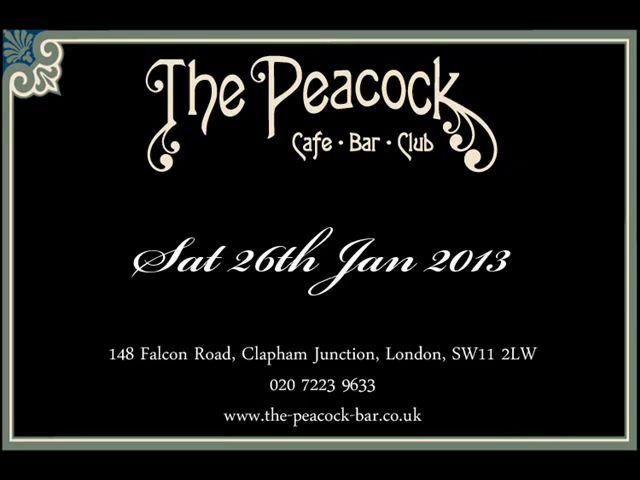 The Peacock
Cafe • Bar • Club
Sat 26th Jan 2013
148 Falcon Road, Clapham Junction, London, SW11 2LW
020 7223 9633
www.the-peacock-bar.co.uk